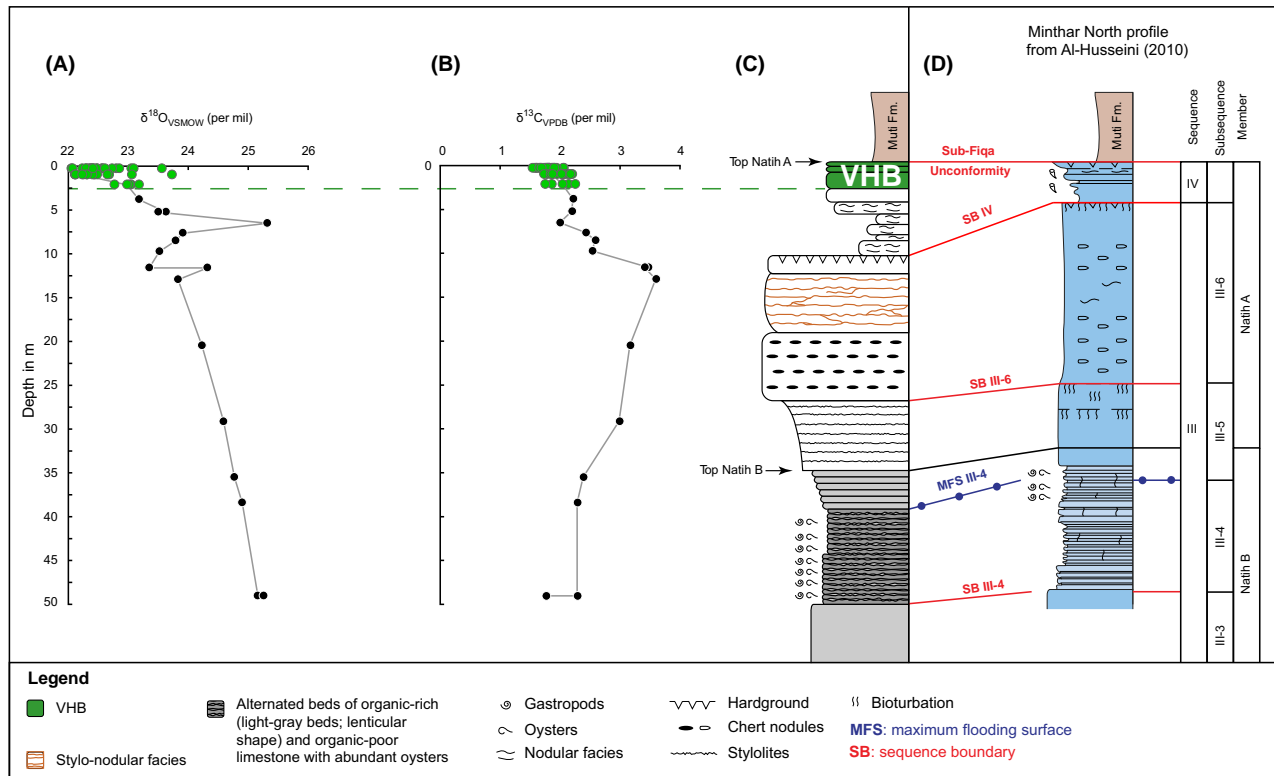 Minthar North profile
from Al-Husseini (2010)
(A)
(B)
(C)
(D)
δ18OVSMOW (per mil)
δ13CVPDB (per mil)
22 23 24 25 26
0 1 2 3 4
Depth in m
0
5
10
15
20
25
30
35
40
45
50
Top Natih A
VHB
Muti Fm.
Sub-Fiqa
Unconformity
SB IV
SB III-6
Top Natih B
MFS III-4
SB III-4
Muti Fm.
Sequence
Subsequence
Member
IV
III
III-6
III-5
III-4
III-3
Natih A
Natih B
Legend
VHB
Stylo-nodular facies
Alternated beds of organic-rich
(light-gray beds; lenticular
shape) and organic-poor
limestone with abundant oysters
Gastropods
Oysters
Nodular facies
Hardground
Chert nodules
Stylolites
Bioturbation
MFS: maximum flooding surface
SB: sequence boundary